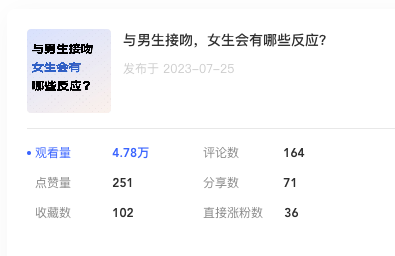 与男生接吻
女生会有
哪些反应?
与男生接吻，女生会有哪些反应?
发布于 2023-07-25
观看量 4.78万 评论数 164
点赞量 251 分享数 71
收藏数 102 直接涨粉数 36